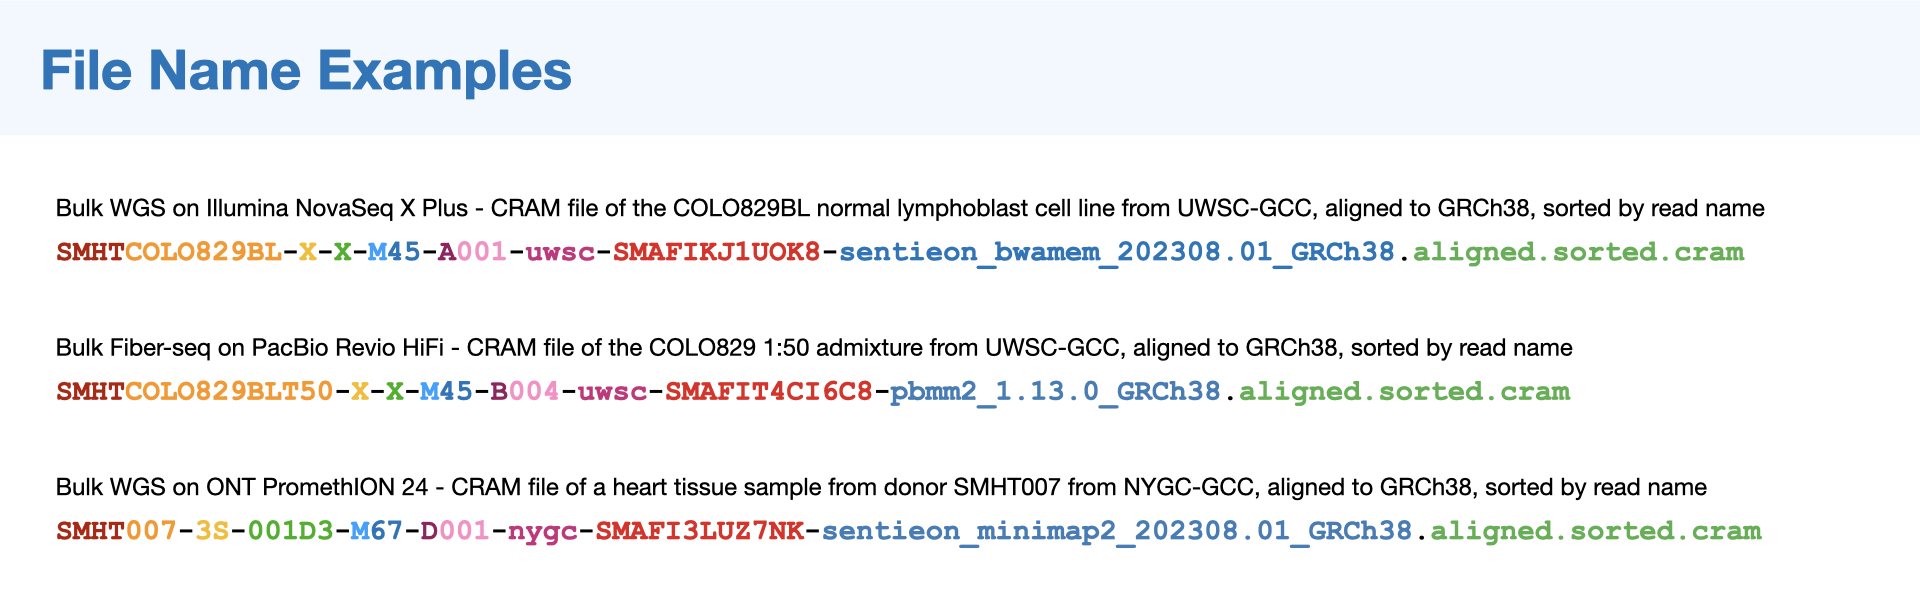 File Name Examples
Bulk WGS on Illumina NovaSeq X Plus - CRAM file of the COLO829BL normal lymphoblast cell line from UWSC-GCC, aligned to GRCh38, sorted by read name
SMHTCOLO829BL-X-X-M45-A001-uwsc-SMAFIKJ1UOK8-sentieon_bwamem_202308.01_GRCh38.aligned.sorted.cram
Bulk Fiber-seq on PacBio Revio HiFi - CRAM file of the COLO829 1:50 admixture from UWSC-GCC, aligned to GRCh38, sorted by read name
SMHTCOLO829BLT50-X-X-M45-B004-uwsc-SMAFIT4CI6C8-pbmm2_1.13.0_GRCh38.aligned.sorted.cram
Bulk WGS on ONT PromethION 24 - CRAM file of a heart tissue sample from donor SMHT007 from NYGC-GCC, aligned to GRCh38, sorted by read name
SMHT007-3S-001D3-M67-D001-nygc-SMAFI3LUZ7NK-sentieon_minimap2_202308.01_GRCh38.aligned.sorted.cram